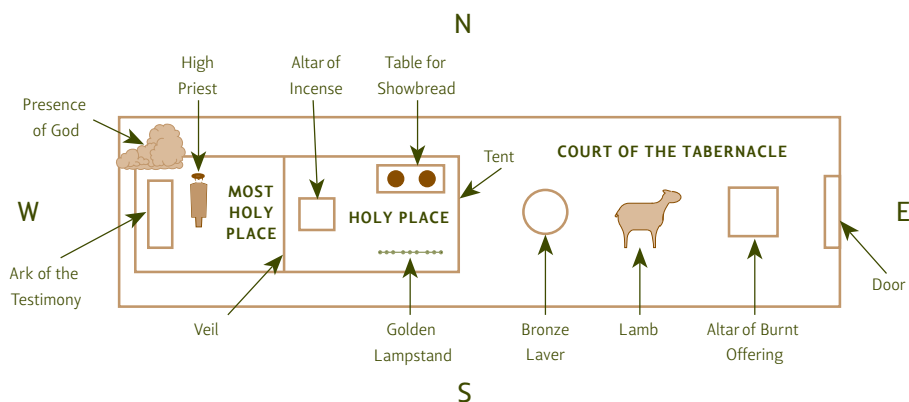 N
High
Priest
Altar of
Incense
Table for
Showbread
Presence
of God
Tent
COURT OF THE TABERNACLE
MOST
HOLY
PLACE
HOLY PLACE
W
E
Ark of the
Testimony
Door
Veil
Golden
Lampstand
Bronze
Laver
Lamb
Altar of Burnt
Offering
S